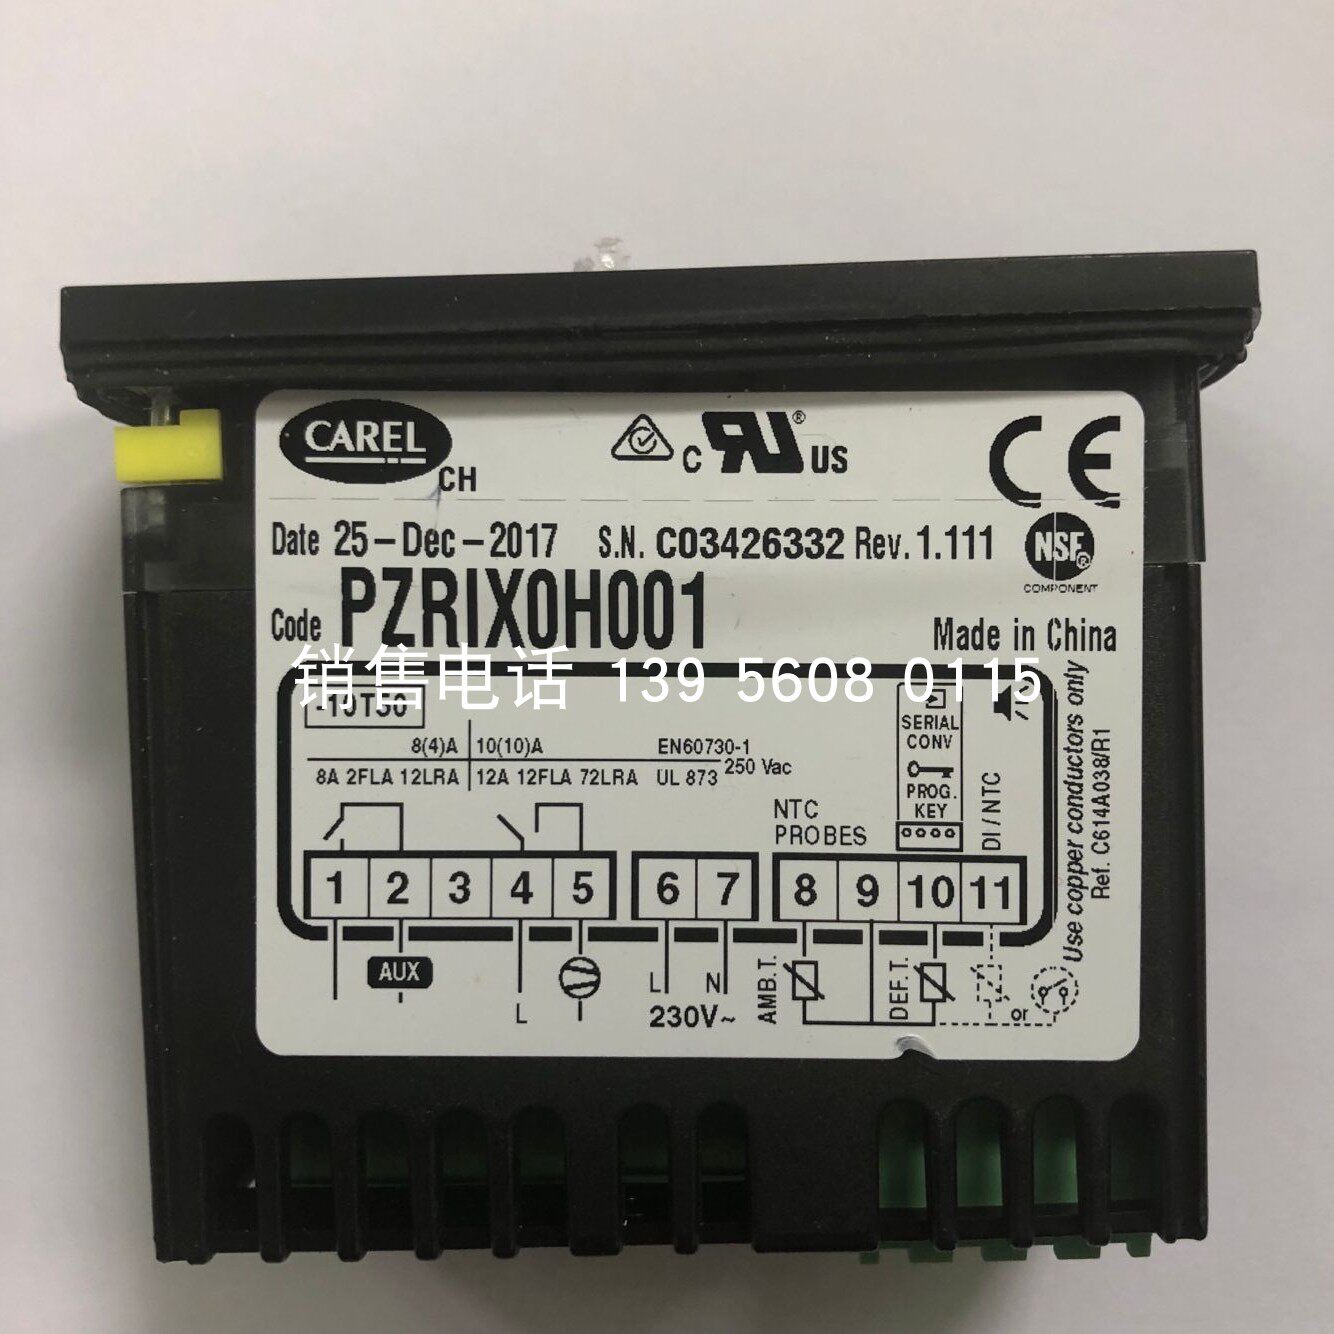 CAREL
CH
C RU® US
CE
Date 25-Dec-2017 S.N. C03426332 Rev. 1.111
NSF®
COMPONENT
Code PZRIX0H001
Made in China
销售电话 139 5608 0115
-10T50
8(4)A 10(10)A EN60730-1
8A 2FLA 12LRA 12A 12FLA 72LRA UL 873
250 Vac
SERIAL
CONV
PROG.
KEY
NTC
PROBES
DI / NTC
1 2 3 4 5 6 7 8 9 10 11
AUX
L
L N
230V~
AMB.T.
DEF.T.
or
Use copper conductors only
Ref. C614A038/R1